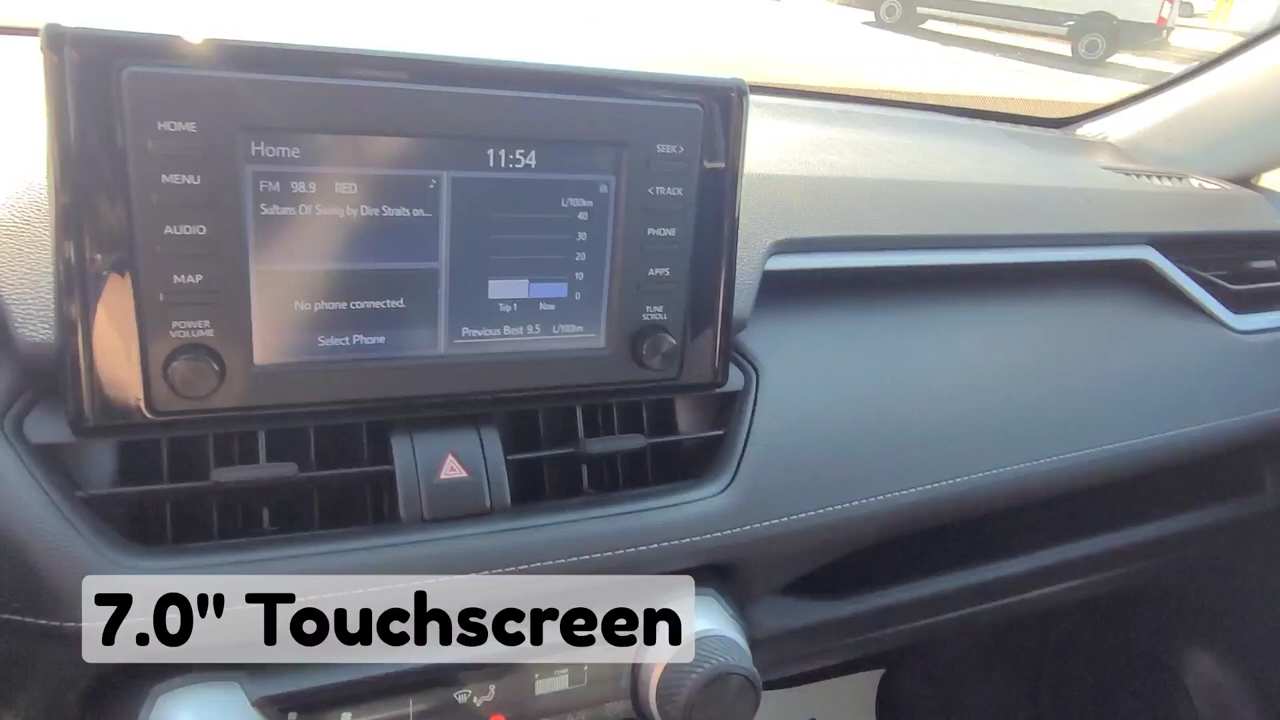 HOME
MENU
AUDIO
MAP
POWER
VOLUME
Home
11:54
FM 98.9 RED
Sultans Of Swing by Dire Straits on...
No phone connected.
Select Phone
L/100km
40
30
20
10
0
Trip 1 Now
Previous Best 9.5 L/100km
SEEK >
< TRACK
PHONE
APPS
TUNE
SCROLL
7.0" Touchscreen